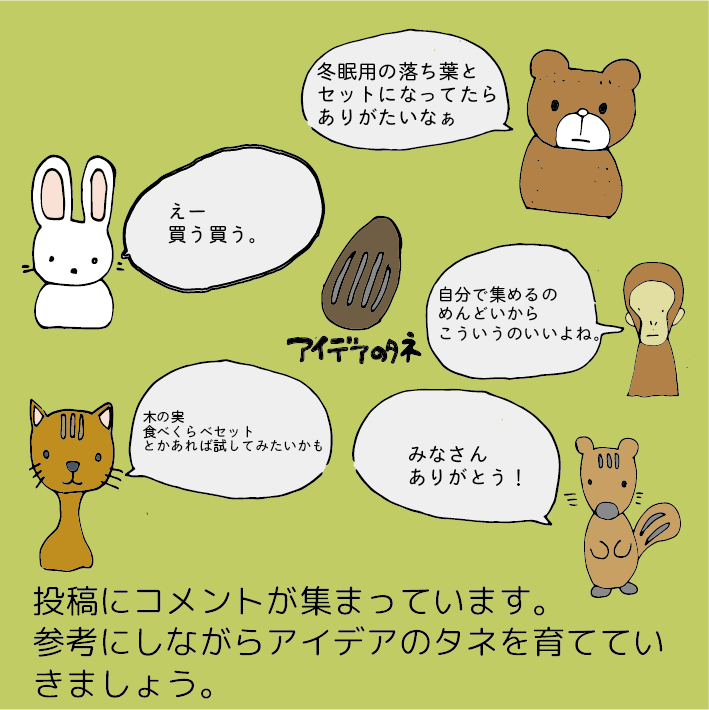 冬眠用の落ち葉と
セットになってたら
ありがたいなぁ
えー
買う買う。
アイデアのタネ
自分で集めるの
めんどいから
こういうのいいよね。
木の実
食べくらべセット
とかあれば試してみたいかも
みなさん
ありがとう！
投稿にコメントが集まっています。
参考にしながらアイデアのタネを育ててい
きましょう。